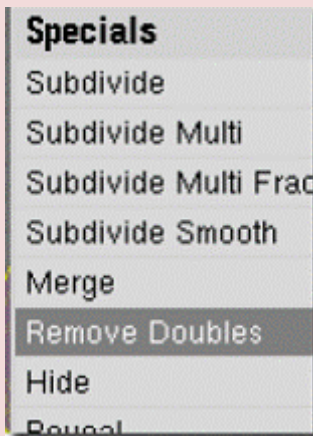 Specials
Subdivide
Subdivide Multi
Subdivide Multi Frac
Subdivide Smooth
Merge
Remove Doubles
Hide